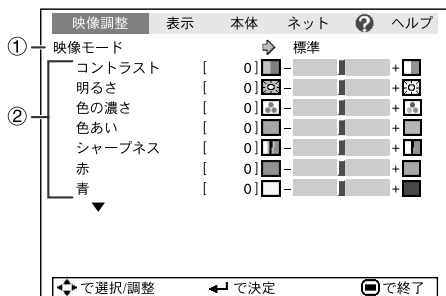 映像調整 表示 本体 ネット ? ヘルプ
① 映像モード 標準
② コントラスト [ 0] - +
明るさ [ 0] - +
色の濃さ [ 0] - +
色あい [ 0] - +
シャープネス [ 0] - +
赤 [ 0] - +
青 [ 0] - +
で選択/調整 で決定 で終了